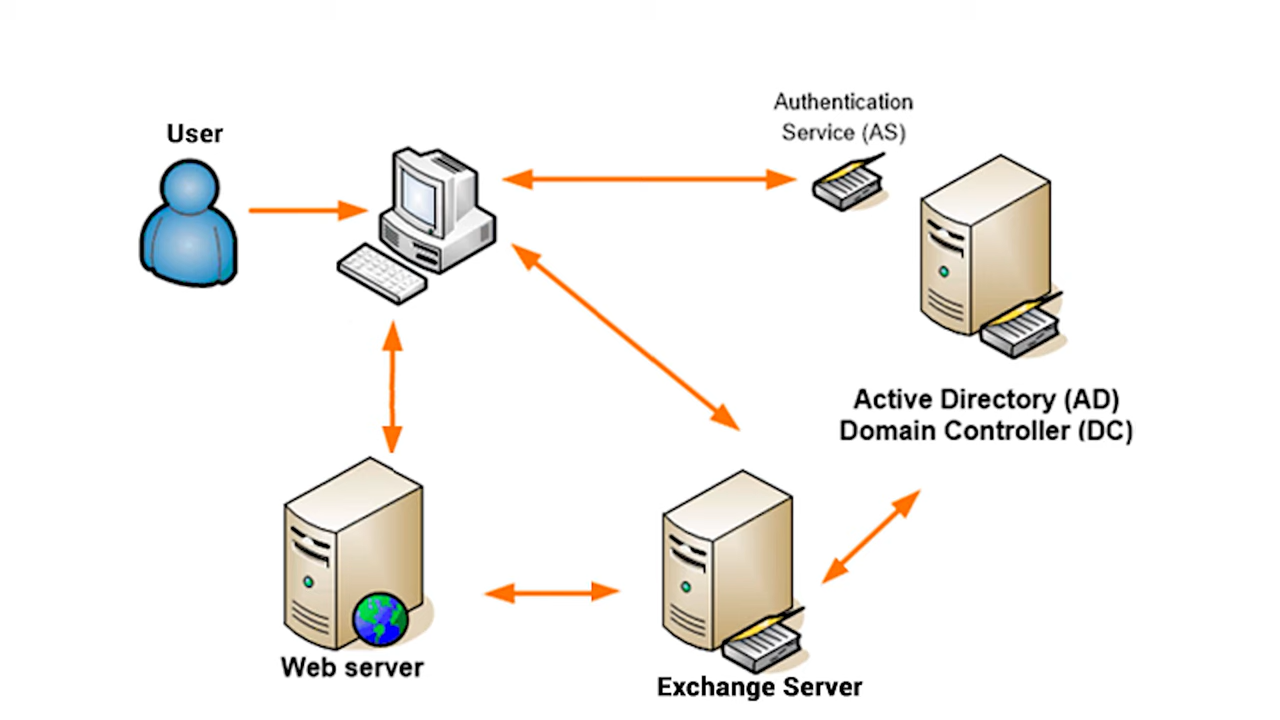 Authentication
Service (AS)
User
Active Directory (AD)
Domain Controller (DC)
Web server
Exchange Server